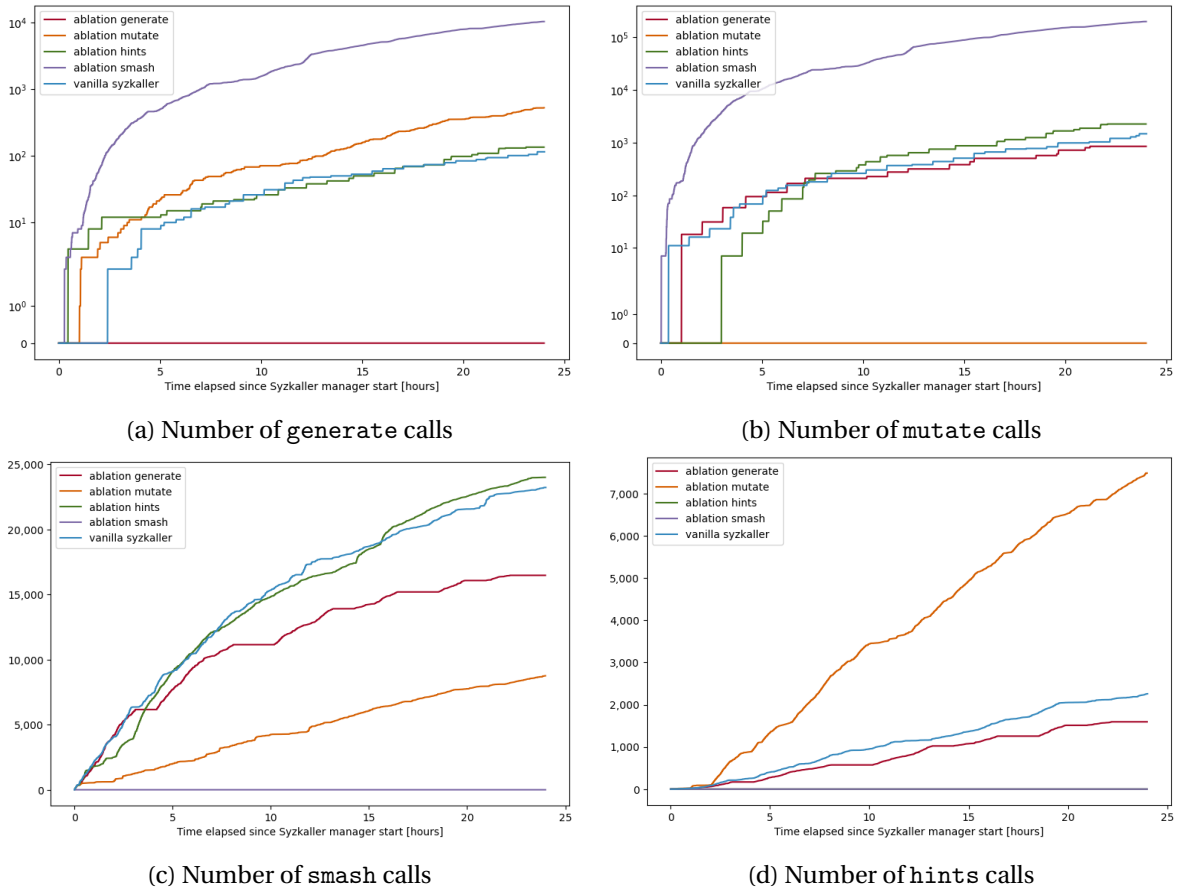 10^4
10^3
10^2
10^1
10^0
0
ablation generate
ablation mutate
ablation hints
ablation smash
vanilla syzkaller
0 5 10 15 20 25
Time elapsed since Syzkaller manager start [hours]
(a) Number of generate calls
10^5
10^4
10^3
10^2
10^1
10^0
0
ablation generate
ablation mutate
ablation hints
ablation smash
vanilla syzkaller
0 5 10 15 20 25
Time elapsed since Syzkaller manager start [hours]
(b) Number of mutate calls
25,000
20,000
15,000
10,000
5,000
0
ablation generate
ablation mutate
ablation hints
ablation smash
vanilla syzkaller
0 5 10 15 20 25
Time elapsed since Syzkaller manager start [hours]
(c) Number of smash calls
7,000
6,000
5,000
4,000
3,000
2,000
1,000
0
ablation generate
ablation mutate
ablation hints
ablation smash
vanilla syzkaller
0 5 10 15 20 25
Time elapsed since Syzkaller manager start [hours]
(d) Number of hints calls